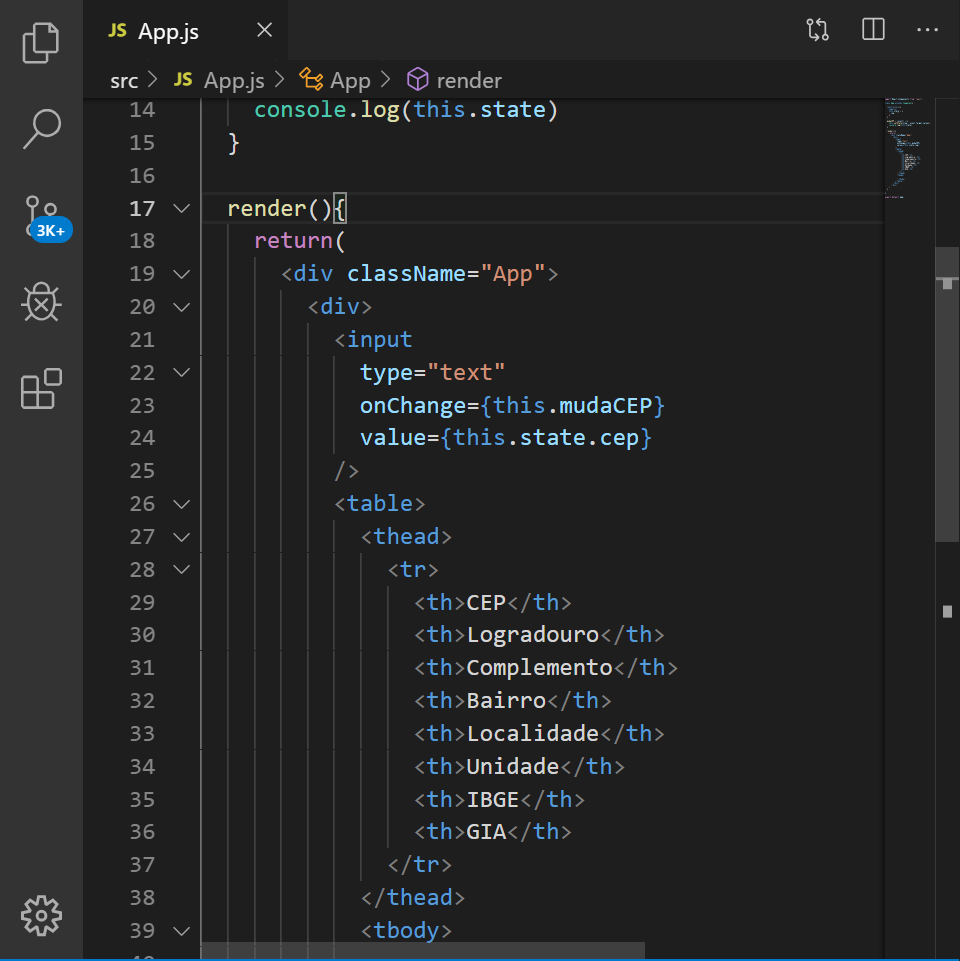 JS App.js
src > JS App.js > App > render
14 console.log(this.state)
15 }
16
17 render(){
18 return(
19 <div className="App">
20 <div>
21 <input
22 type="text"
23 onChange={this.mudaCEP}
24 value={this.state.cep}
25 />
26 <table>
27 <thead>
28 <tr>
29 <th>CEP</th>
30 <th>Logradouro</th>
31 <th>Complemento</th>
32 <th>Bairro</th>
33 <th>Localidade</th>
34 <th>Unidade</th>
35 <th>IBGE</th>
36 <th>GIA</th>
37 </tr>
38 </thead>
39 <tbody>
3K+